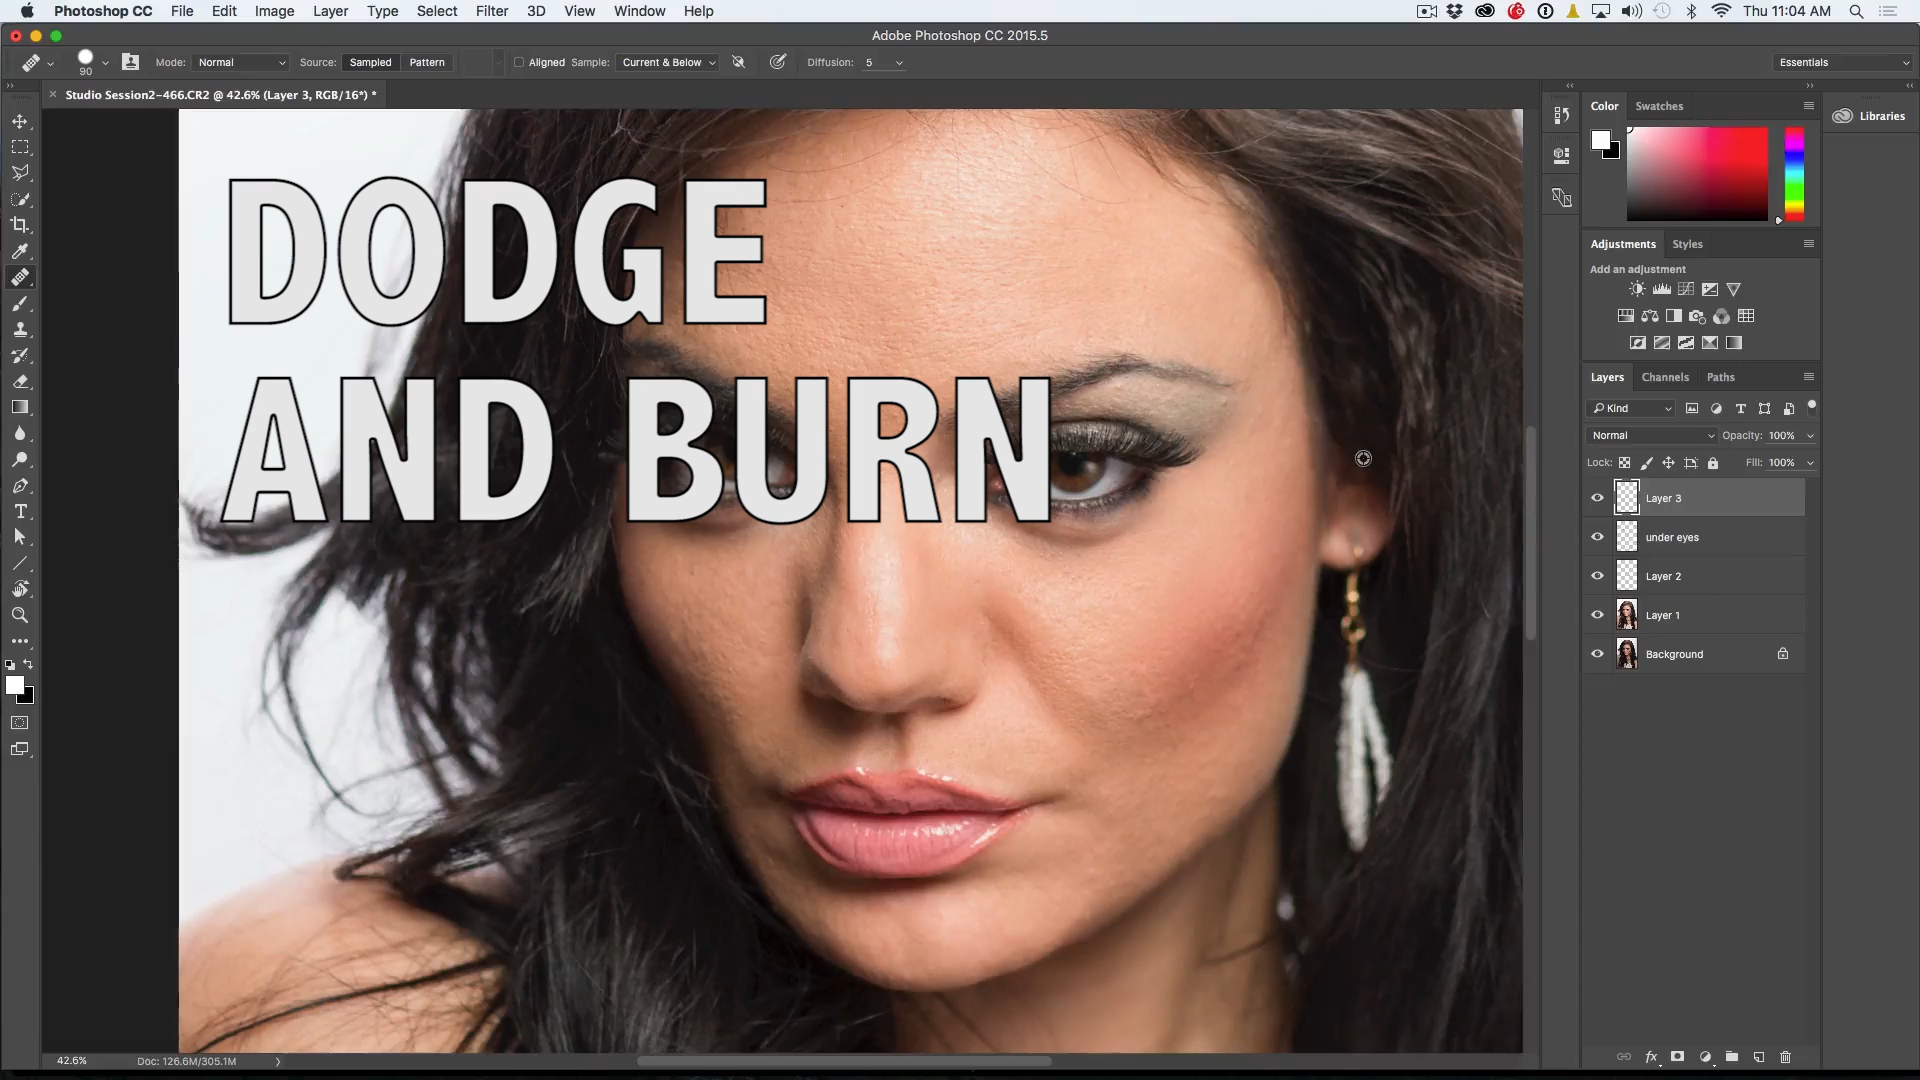 Photoshop CC File Edit Image Layer Type Select Filter 3D View Window Help Thu 11:04 AM
Adobe Photoshop CC 2015.5
90 Mode: Normal Source: Sampled Pattern Aligned Sample: Current & Below Diffusion: 5 Essentials
Studio Session2-466.CR2 @ 42.6% (Layer 3, RGB/16*) *
Color Swatches
Libraries
DODGE
AND BURN
Adjustments Styles
Add an adjustment
Layers Channels Paths
Kind
Normal Opacity: 100%
Lock: Fill: 100%
Layer 3
under eyes
Layer 2
Layer 1
Background
42.6% Doc: 126.6M/305.1M